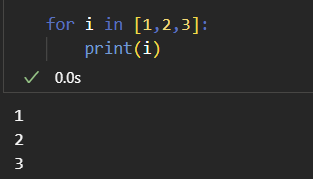 for i in [1,2,3]:
    print(i)
0.0s
1
2
3